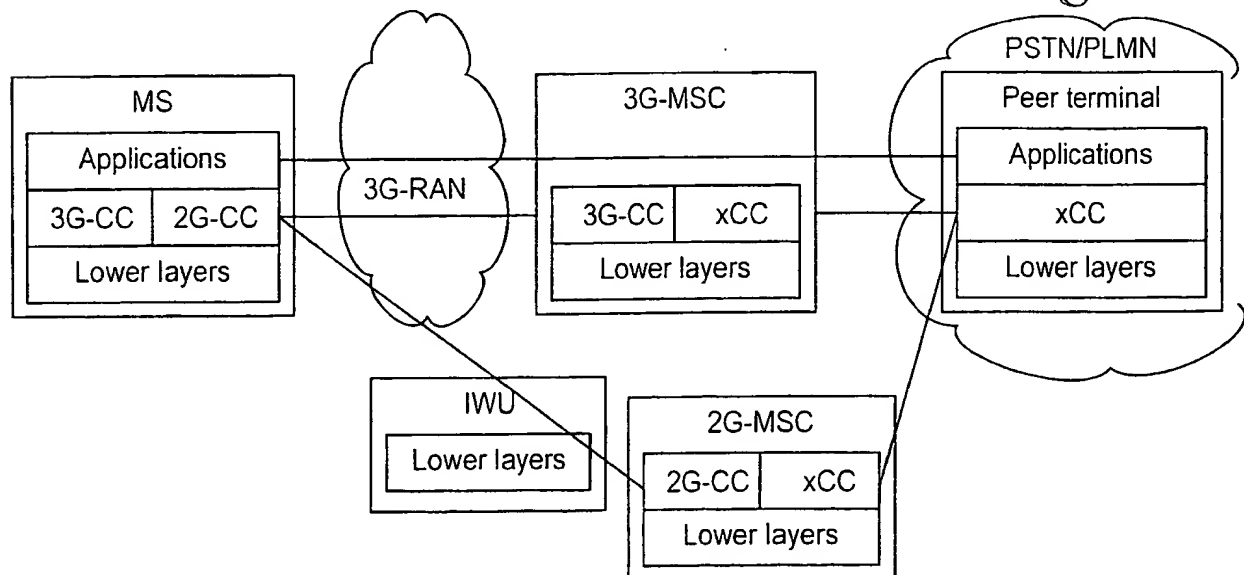 PSTN/PLMN
MS
3G-MSC
Peer terminal
Applications
Applications
3G-RAN
3G-CC 2G-CC
3G-CC xCC
xCC
Lower layers
Lower layers
Lower layers
IWU
2G-MSC
Lower layers
2G-CC xCC
Lower layers